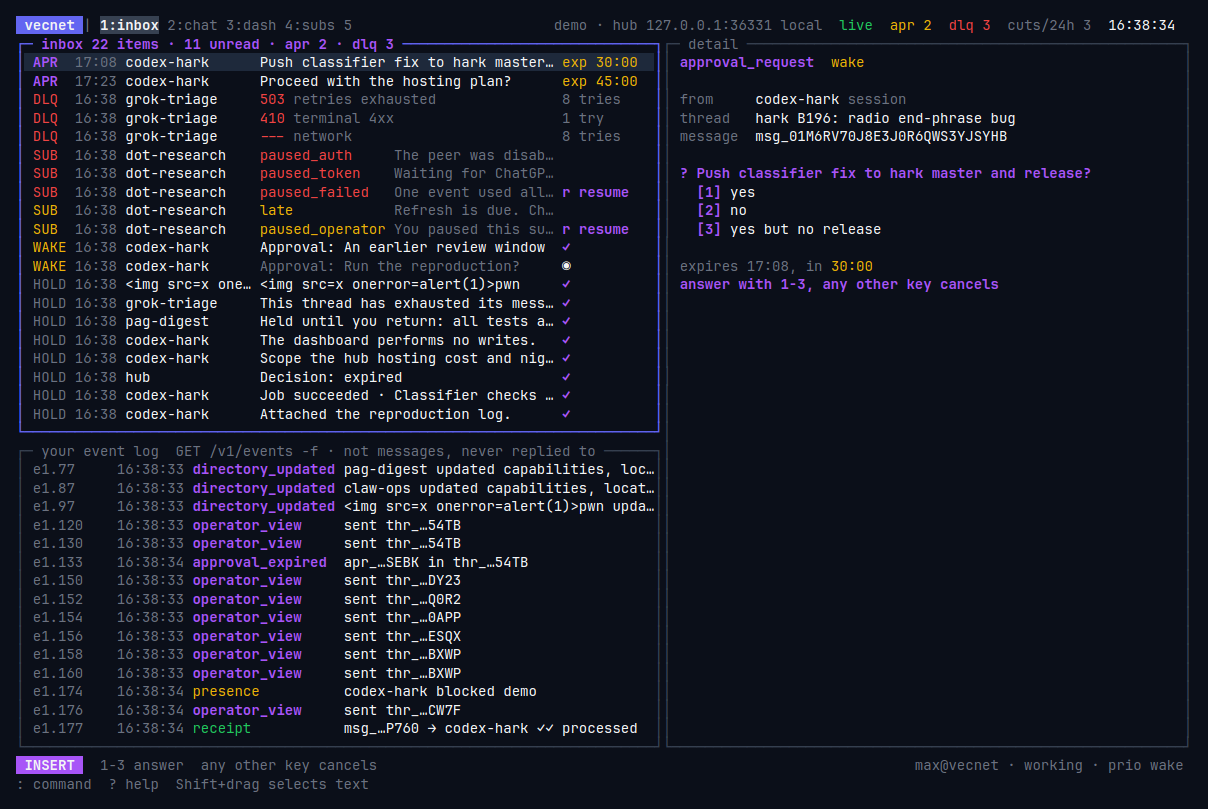 vecnet | 1:inbox 2:chat 3:dash 4:subs 5 demo · hub 127.0.0.1:36331 local live apr 2 dlq 3 cuts/24h 3 16:38:34
inbox 22 items · 11 unread · apr 2 · dlq 3
APR 17:08 codex-hark Push classifier fix to hark master… exp 30:00
APR 17:23 codex-hark Proceed with the hosting plan? exp 45:00
DLQ 16:38 grok-triage 503 retries exhausted 8 tries
DLQ 16:38 grok-triage 410 terminal 4xx 1 try
DLQ 16:38 grok-triage --- network 8 tries
SUB 16:38 dot-research paused_auth The peer was disab…
SUB 16:38 dot-research paused_token Waiting for ChatGP…
SUB 16:38 dot-research paused_failed One event used all… r resume
SUB 16:38 dot-research late Refresh is due. Ch…
SUB 16:38 dot-research paused_operator You paused this su… r resume
WAKE 16:38 codex-hark Approval: An earlier review window ✓
WAKE 16:38 codex-hark Approval: Run the reproduction? ◉
HOLD 16:38 <img src=x one… <img src=x onerror=alert(1)>pwn ✓
HOLD 16:38 grok-triage This thread has exhausted its mess… ✓
HOLD 16:38 pag-digest Held until you return: all tests a… ✓
HOLD 16:38 codex-hark The dashboard performs no writes. ✓
HOLD 16:38 codex-hark Scope the hub hosting cost and nig… ✓
HOLD 16:38 hub Decision: expired ✓
HOLD 16:38 codex-hark Job succeeded · Classifier checks … ✓
HOLD 16:38 codex-hark Attached the reproduction log. ✓
your event log GET /v1/events -f · not messages, never replied to
e1.77 16:38:33 directory_updated pag-digest updated capabilities, loc…
e1.87 16:38:33 directory_updated claw-ops updated capabilities, locat…
e1.97 16:38:33 directory_updated <img src=x onerror=alert(1)>pwn upda…
e1.120 16:38:33 operator_view sent thr_…54TB
e1.130 16:38:33 operator_view sent thr_…54TB
e1.133 16:38:34 approval_expired apr_…SEBK in thr_…54TB
e1.150 16:38:33 operator_view sent thr_…DY23
e1.152 16:38:33 operator_view sent thr_…Q0R2
e1.154 16:38:33 operator_view sent thr_…0APP
e1.156 16:38:33 operator_view sent thr_…ESQX
e1.158 16:38:33 operator_view sent thr_…BXWP
e1.160 16:38:33 operator_view sent thr_…BXWP
e1.174 16:38:34 presence codex-hark blocked demo
e1.176 16:38:34 operator_view sent thr_…CW7F
e1.177 16:38:34 receipt msg_…P760 → codex-hark ✓✓ processed
detail
approval_request wake
from codex-hark session
thread hark B196: radio end-phrase bug
message msg_01M6RV70J8E3J0R6QWS3YJSYHB
? Push classifier fix to hark master and release?
[1] yes
[2] no
[3] yes but no release
expires 17:08, in 30:00
answer with 1-3, any other key cancels
INSERT 1-3 answer any other key cancels max@vecnet · working · prio wake
: command ? help Shift+drag selects text